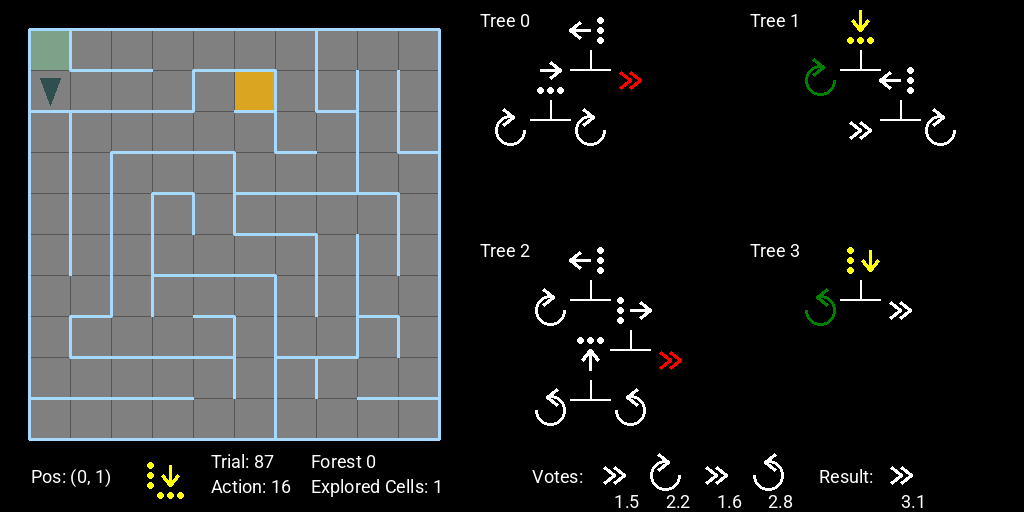 Tree 0
Tree 1
Tree 2
Tree 3
Pos: (0, 1)
Trial: 87
Forest 0
Action: 16
Explored Cells: 1
Votes:
1.5
2.2
1.6
2.8
Result:
3.1